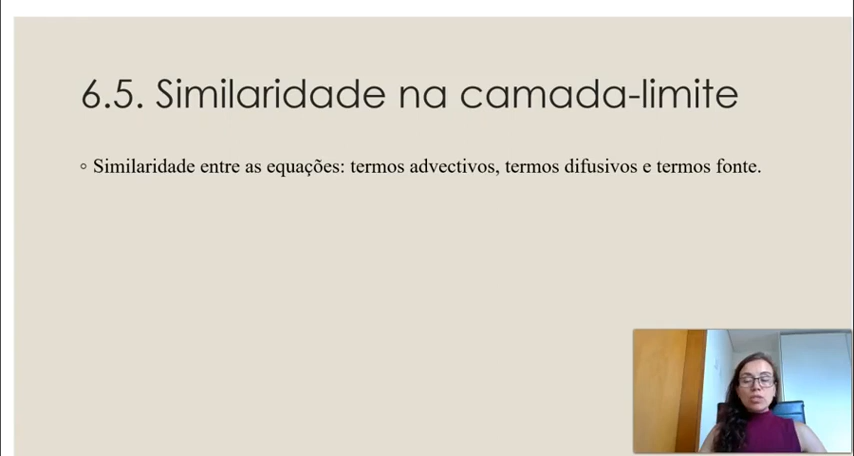 6.5. Similaridade na camada-limite
Similaridade entre as equações: termos advectivos, termos difusivos e termos fonte.